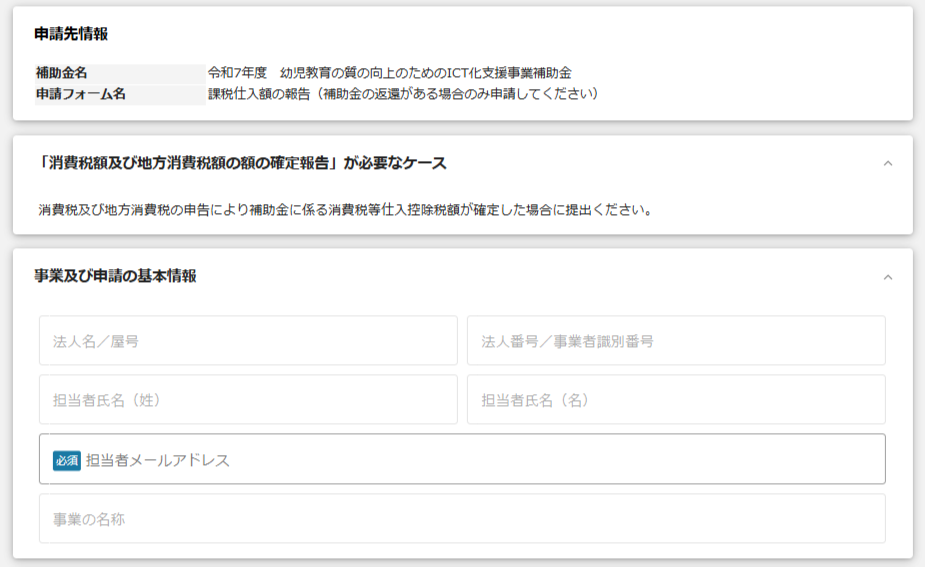 申請先情報
補助金名 令和7年度　幼児教育の質の向上のためのICT化支援事業補助金
申請フォーム名 課税仕入額の報告（補助金の返還がある場合のみ申請してください）
「消費税額及び地方消費税額の額の確定報告」が必要なケース
消費税及び地方消費税の申告により補助金に係る消費税等仕入控除税額が確定した場合に提出ください。
事業及び申請の基本情報
法人名／屋号 法人番号／事業者識別番号
担当者氏名（姓） 担当者氏名（名）
必須 担当者メールアドレス
事業の名称